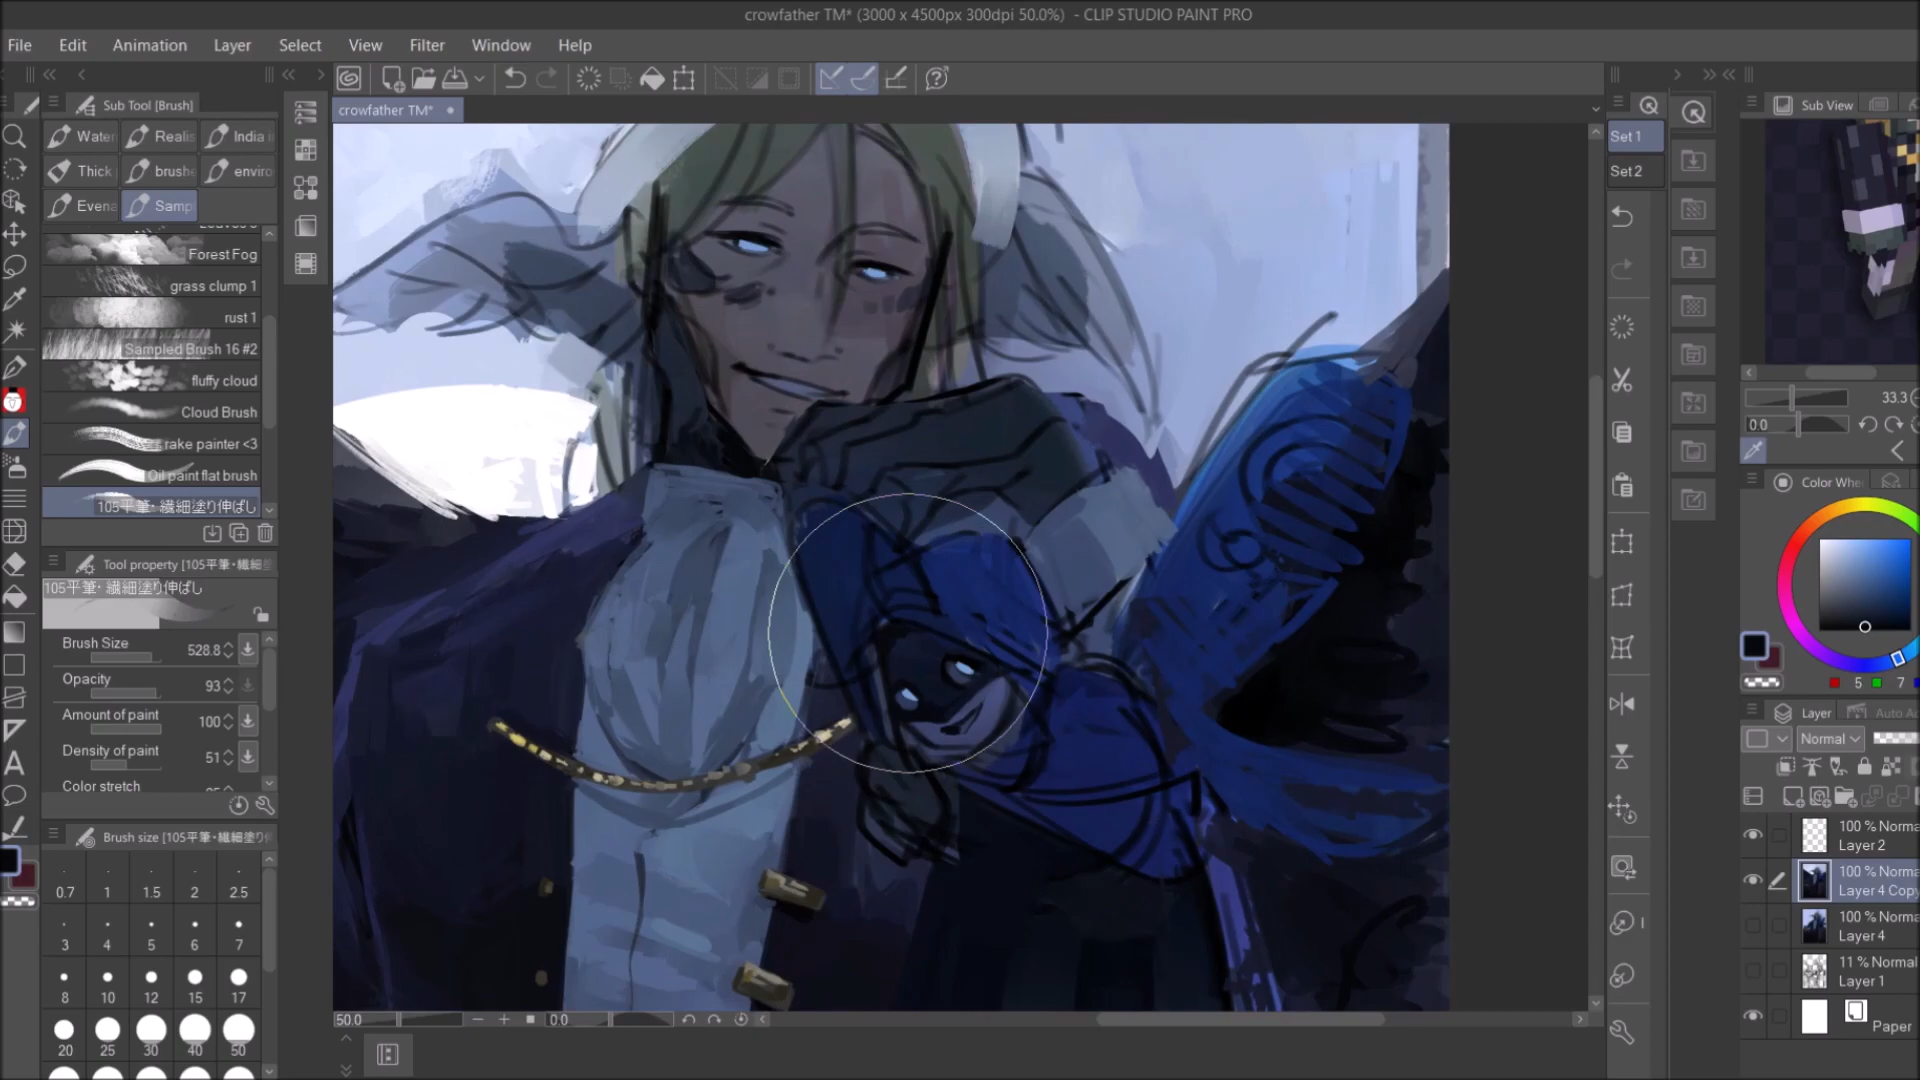 crowfather TM* (3000 x 4500px 300dpi 50.0%) - CLIP STUDIO PAINT PRO
File Edit Animation Layer Select View Filter Window Help
Sub Tool [Brush]
crowfather TM*
Sub View
Water Realis India i
Thick brushe enviro
Evena Samp
Forest Fog
grass clump 1
rust 1
Sampled Brush 16 #2
fluffy cloud
Cloud Brush
rake painter <3
Oil paint flat brush
105平筆・繊細塗り伸ばし
Tool property [105平筆・繊細
105平筆・繊細塗り伸ばし
Brush Size 528.8
Opacity 93
Amount of paint 100
Density of paint 51
Color stretch
Brush size [105平筆・繊細塗り伸
0.7 1 1.5 2 2.5
3 4 5 6 7
8 10 12 15 17
20 25 30 40 50
50.0 0.0
Set 1
Set 2
33.3
0.0
Color Whe
5 7
Layer Auto A
Normal
100 % Norma
Layer 2
100 % Norma
Layer 4 Copy
100 % Norma
Layer 4
11 % Normal
Layer 1
Paper